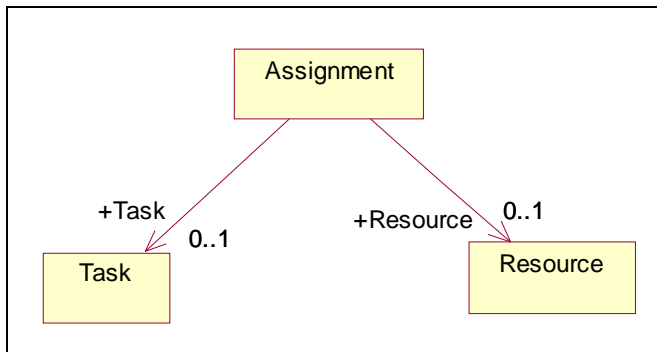 Assignment
+Task
0..1
+Resource
0..1
Task
Resource